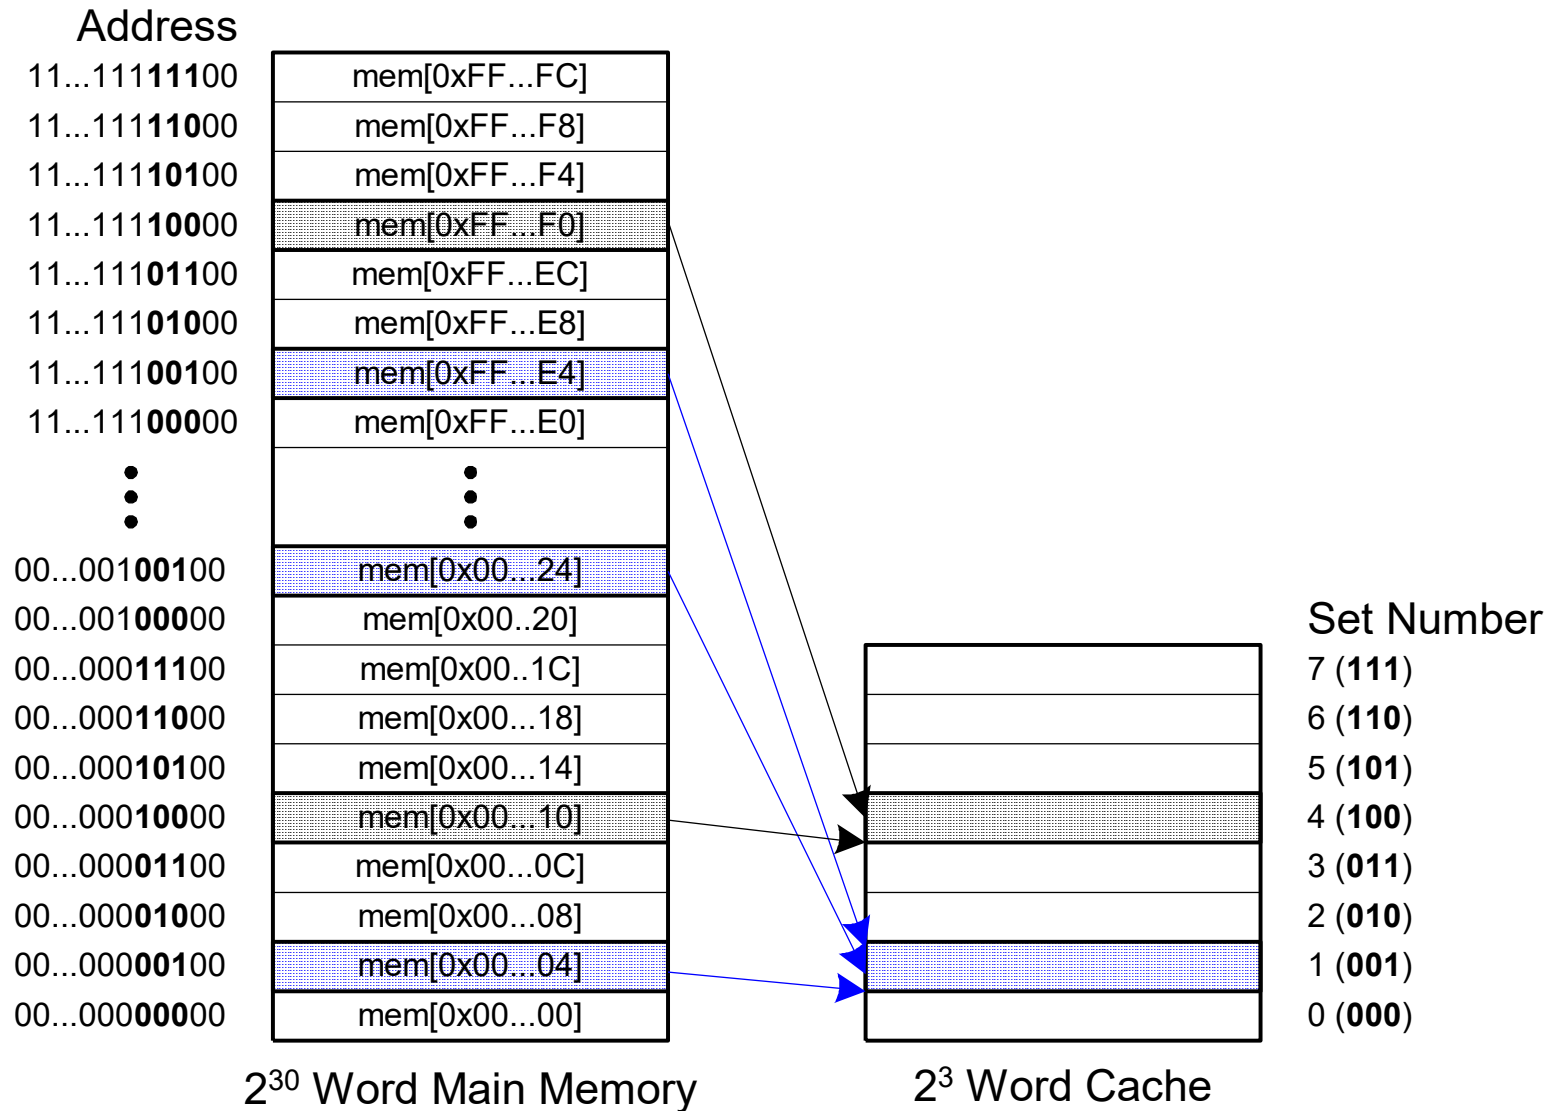 Address
11...11111100 mem[0xFF...FC]
11...11111000 mem[0xFF...F8]
11...11110100 mem[0xFF...F4]
11...11110000 mem[0xFF...F0]
11...11101100 mem[0xFF...EC]
11...11101000 mem[0xFF...E8]
11...11100100 mem[0xFF...E4]
11...11100000 mem[0xFF...E0]
00...00100100 mem[0x00...24]
00...00100000 mem[0x00..20] Set Number
00...00011100 mem[0x00..1C] 7 (111)
00...00011000 mem[0x00...18] 6 (110)
00...00010100 mem[0x00...14] 5 (101)
00...00010000 mem[0x00...10] 4 (100)
00...00001100 mem[0x00...0C] 3 (011)
00...00001000 mem[0x00...08] 2 (010)
00...00000100 mem[0x00...04] 1 (001)
00...00000000 mem[0x00...00] 0 (000)
2³⁰ Word Main Memory 2³ Word Cache